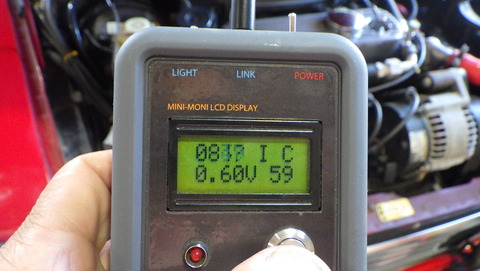 LIGHT LINK POWER
MINI-MONI LCD DISPLAY
I C
0.60V 59